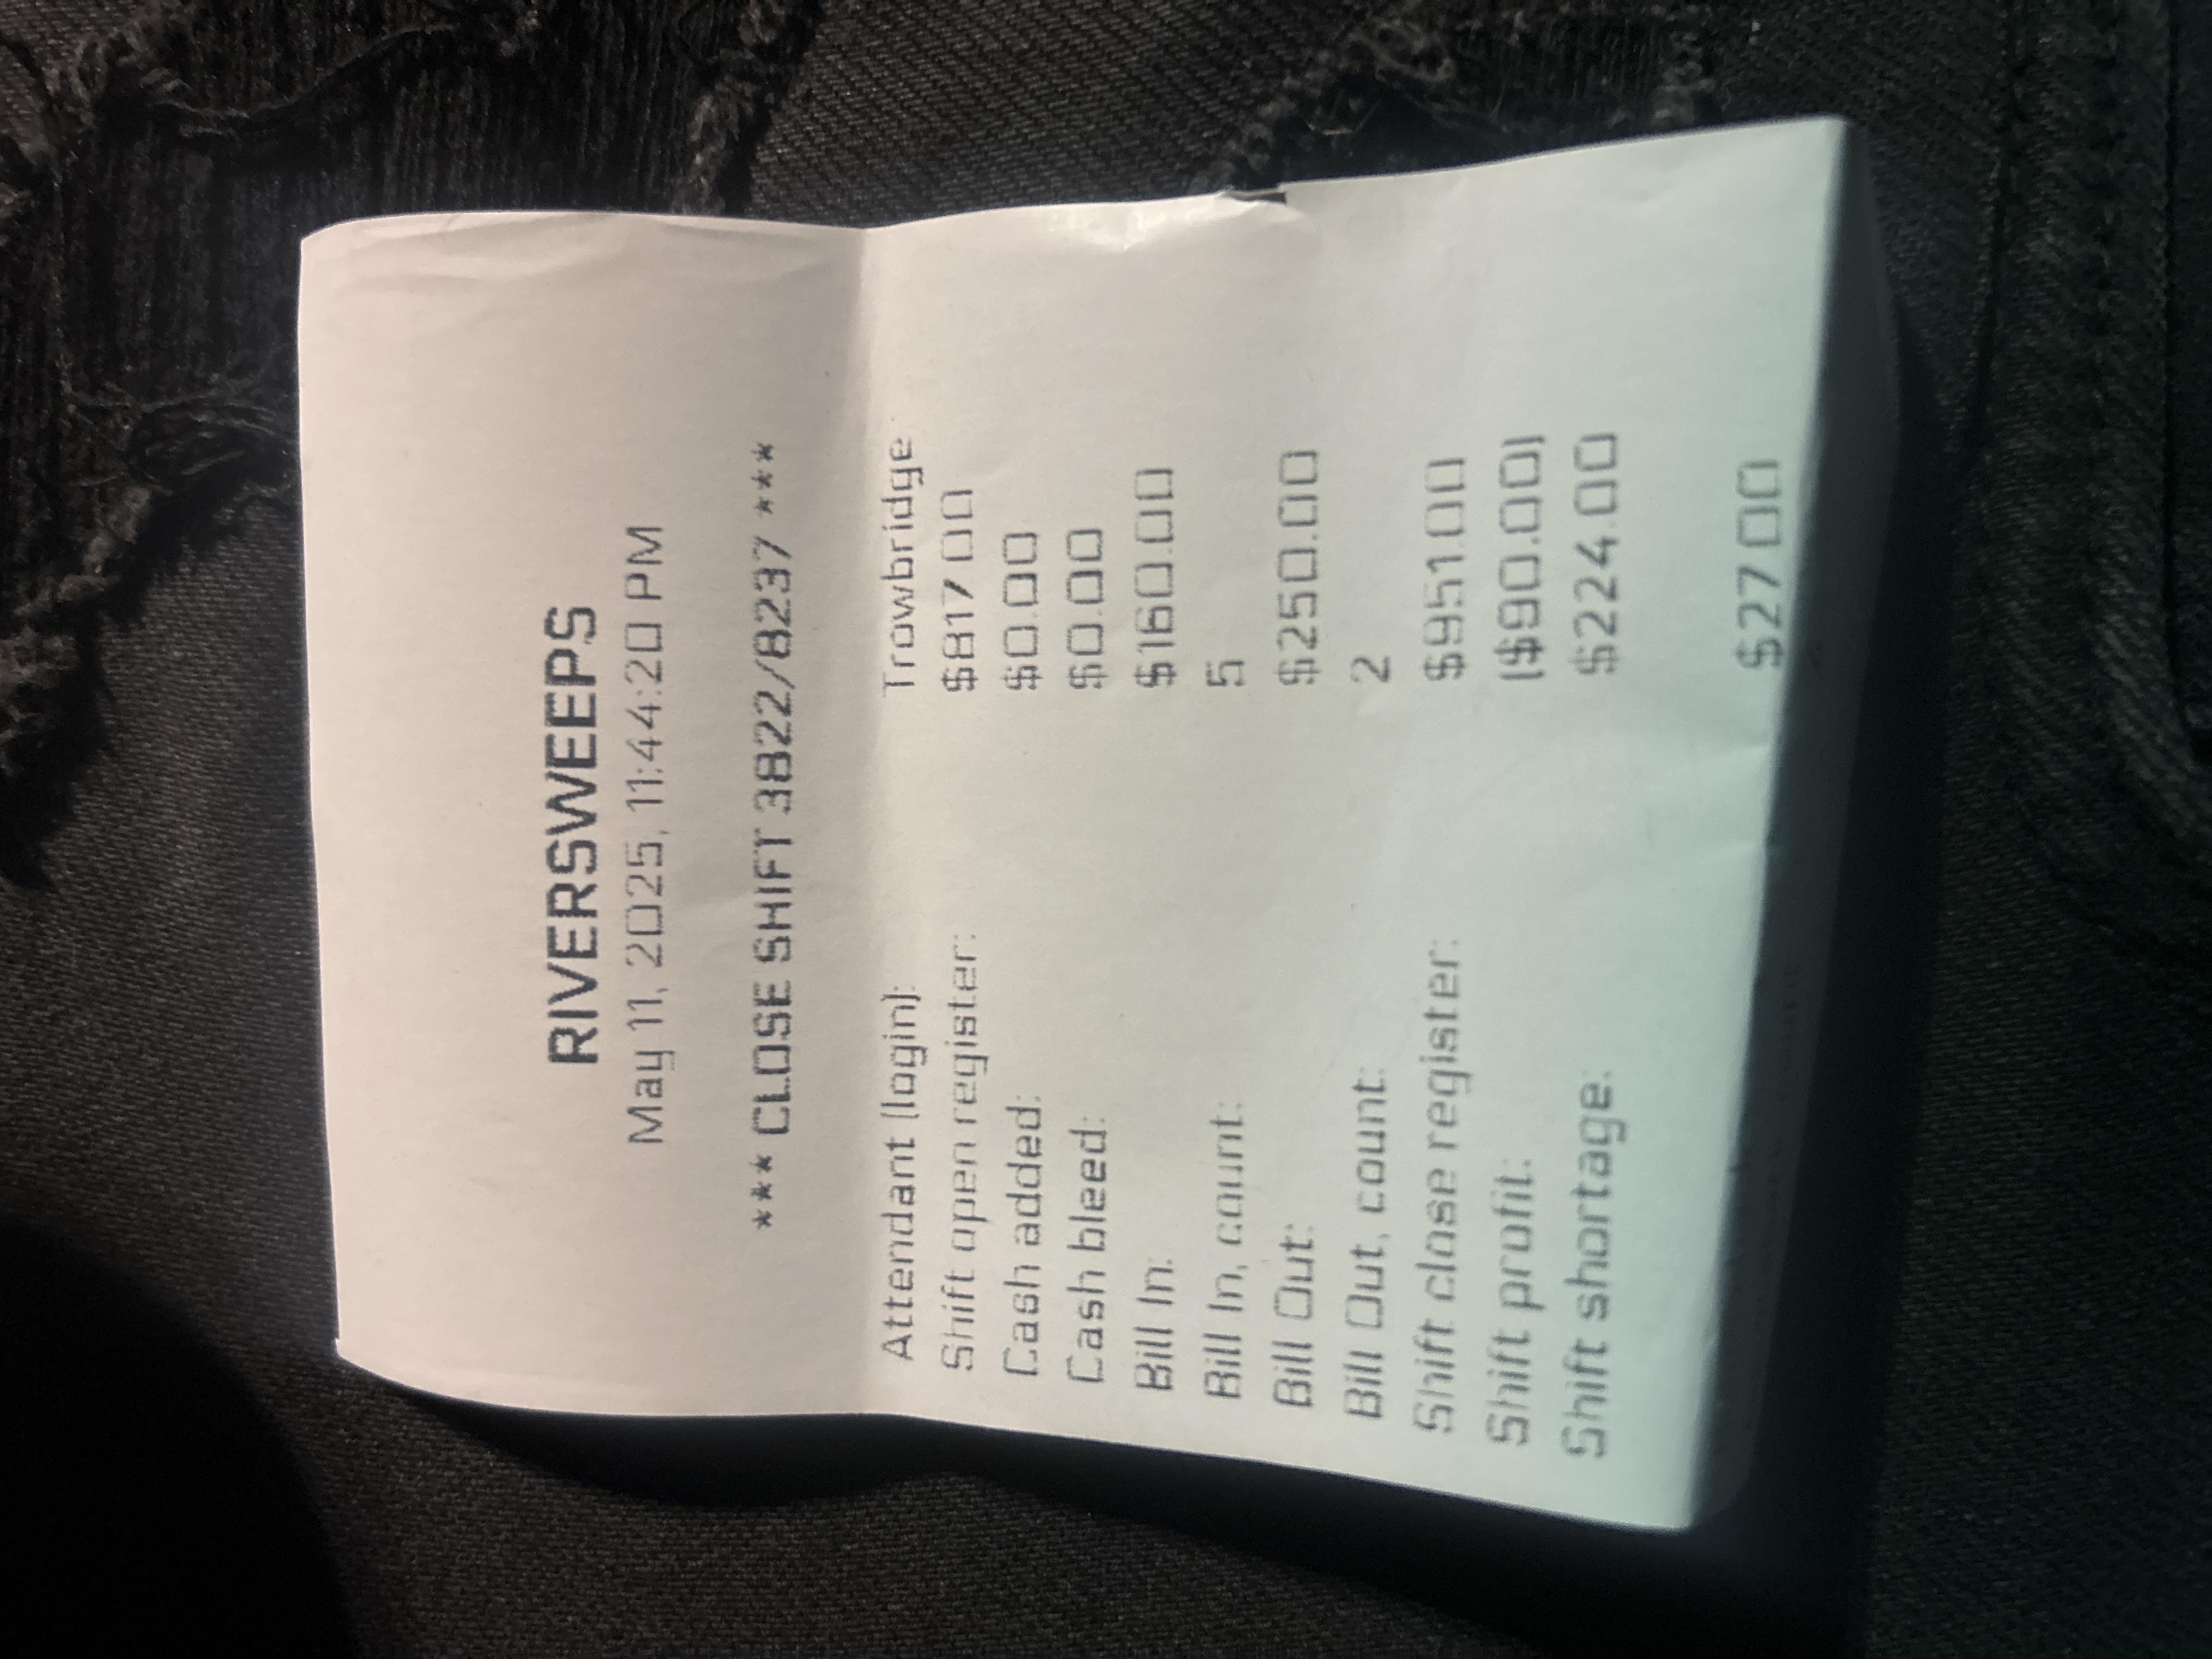 RIVERSWEEPS
May 11, 2025, 11:44:20 PM
*** CLOSE SHIFT 3822/8237 ***
Attendant (login): Trowbridge
Shift open register: $817.00
Cash added: $0.00
Cash bleed: $0.00
Bill In: $160.00
Bill In, count: 5
Bill Out: $250.00
Bill Out, count: 2
Shift close register: $951.00
Shift profit: ($90.00)
Shift shortage: $224.00
$27.00